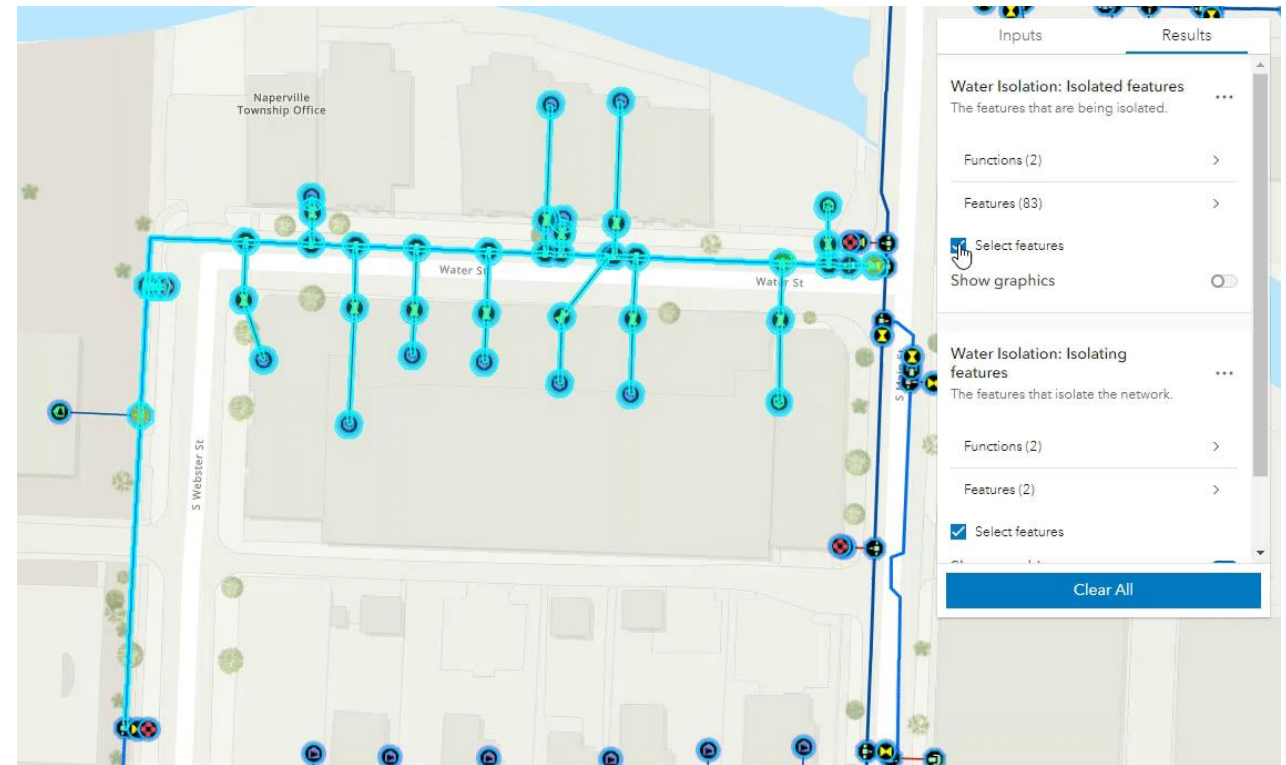 Inputs
Results
Water Isolation: Isolated features
The features that are being isolated.
Functions (2)
Features (83)
Select features
Show graphics
Water Isolation: Isolating
features
The features that isolate the network.
Functions (2)
Features (2)
Select features
Clear All
Naperville
Township Office
Water St
S Webster St